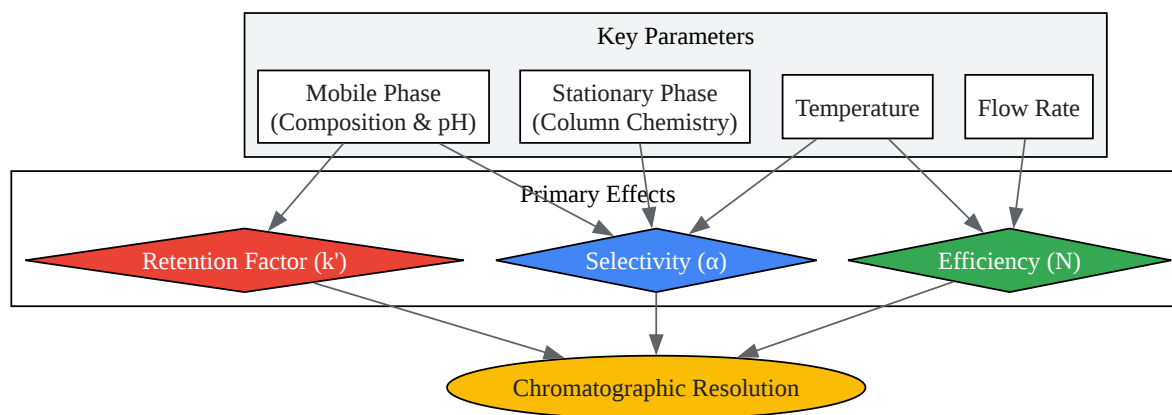 Key Parameters
Mobile Phase
(Composition & pH)
Stationary Phase
(Column Chemistry)
Temperature
Flow Rate
Primary Effects
Retention Factor (k')
Selectivity (α)
Efficiency (N)
Chromatographic Resolution